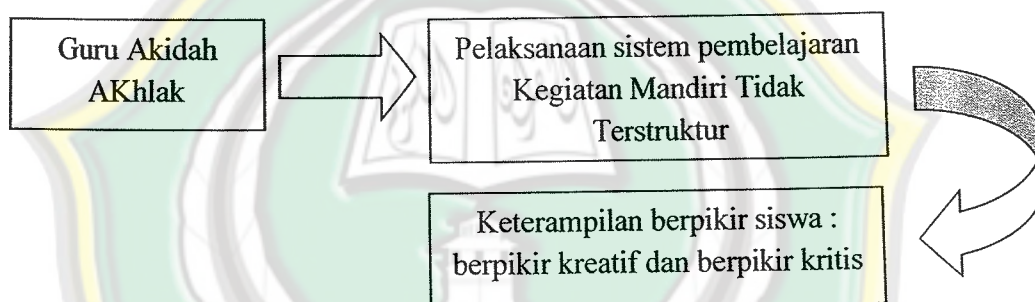 Guru Akidah
AKhlak
Pelaksanaan sistem pembelajaran
Kegiatan Mandiri Tidak
Terstruktur
Keterampilan berpikir siswa :
berpikir kreatif dan berpikir kritis